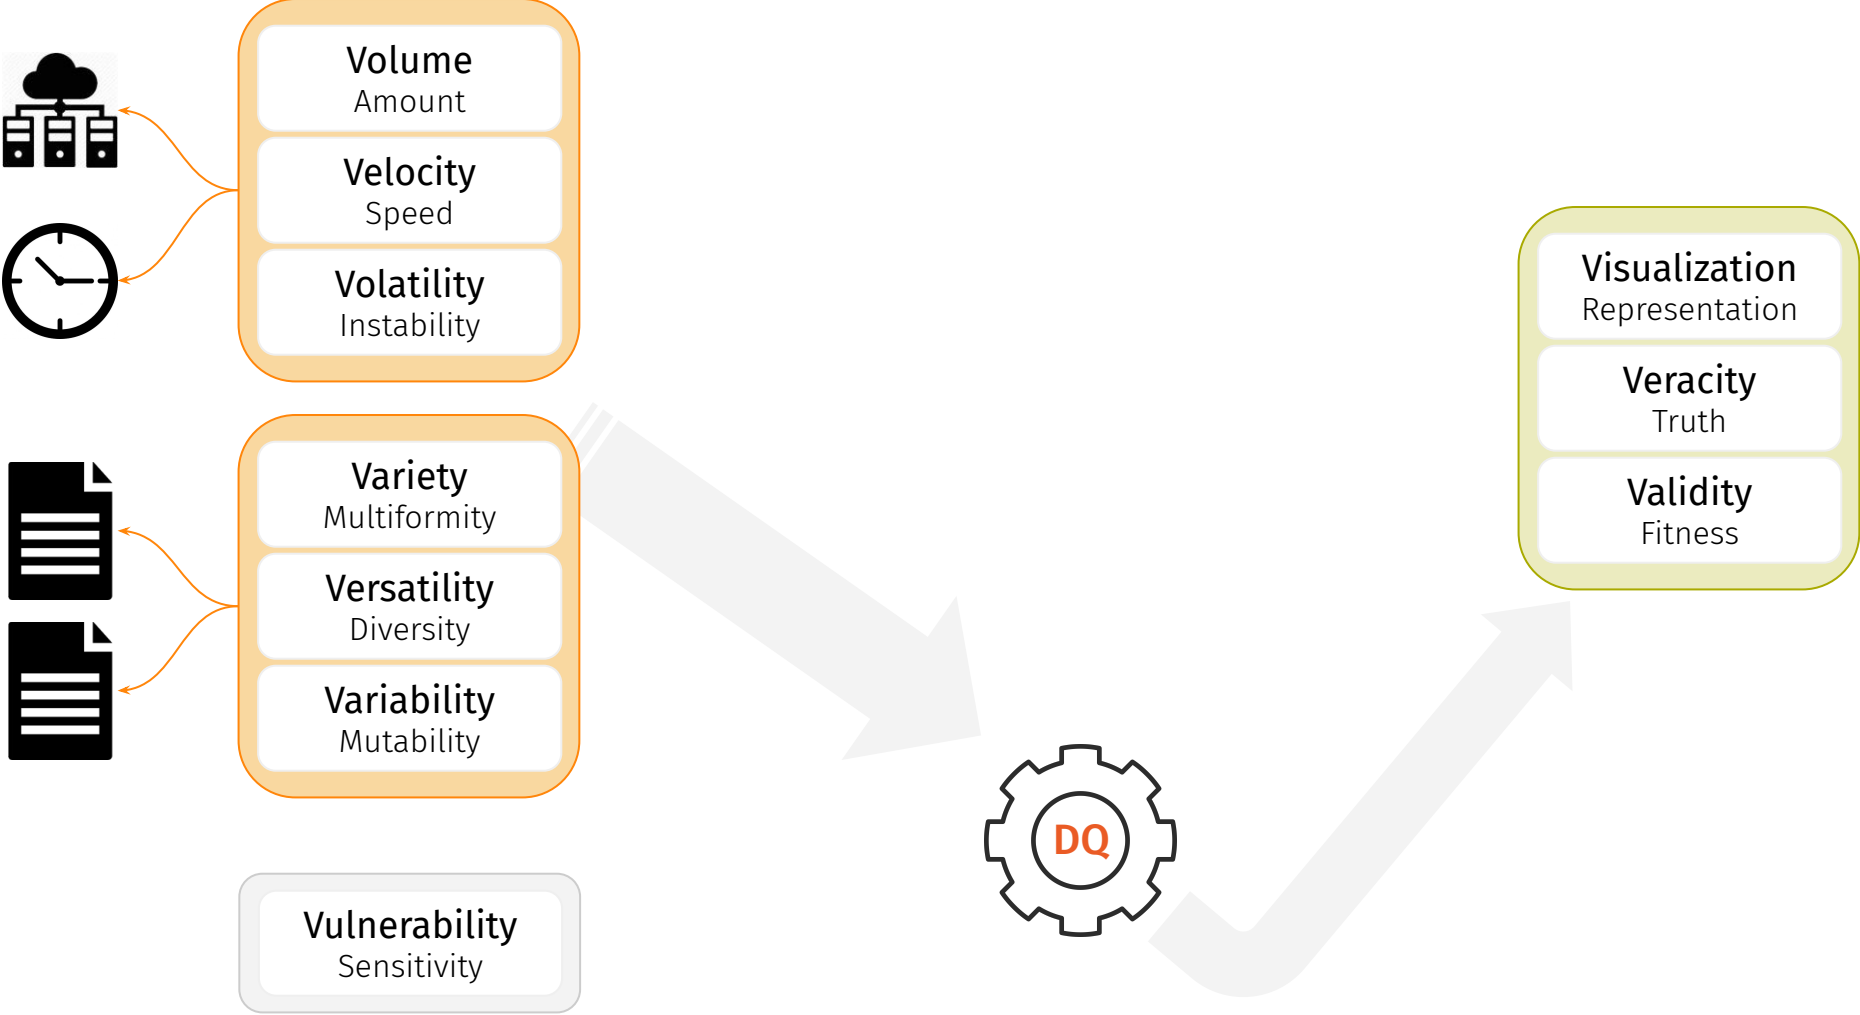 Volume
Amount
Velocity
Speed
Volatility
Instability
Variety
Multiformity
Versatility
Diversity
Variability
Mutability
Vulnerability
Sensitivity
DQ
Visualization
Representation
Veracity
Truth
Validity
Fitness